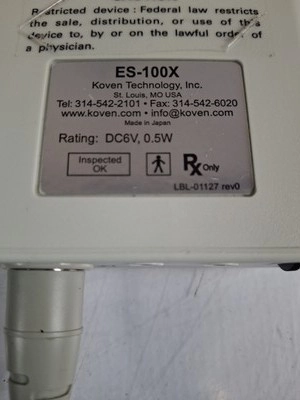 Restricted device : Federal law restricts
the sale, distribution, or use of this
device to, by or on the lawful order of
a physician.
ES-100X
Koven Technology, Inc.
St. Louis, MO USA
Tel: 314-542-2101 • Fax: 314-542-6020
www.koven.com • info@koven.com
Made in Japan
Rating: DC6V, 0.5W
Inspected
OK
Rx Only
LBL-01127 rev0